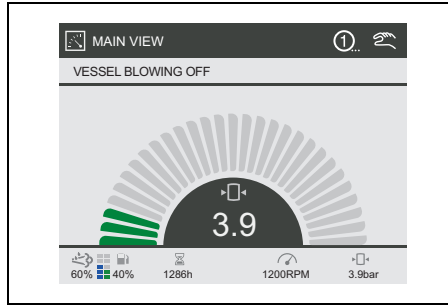 MAIN VIEW
1...
VESSEL BLOWING OFF
3.9
60% 40% 1286h 1200RPM 3.9bar